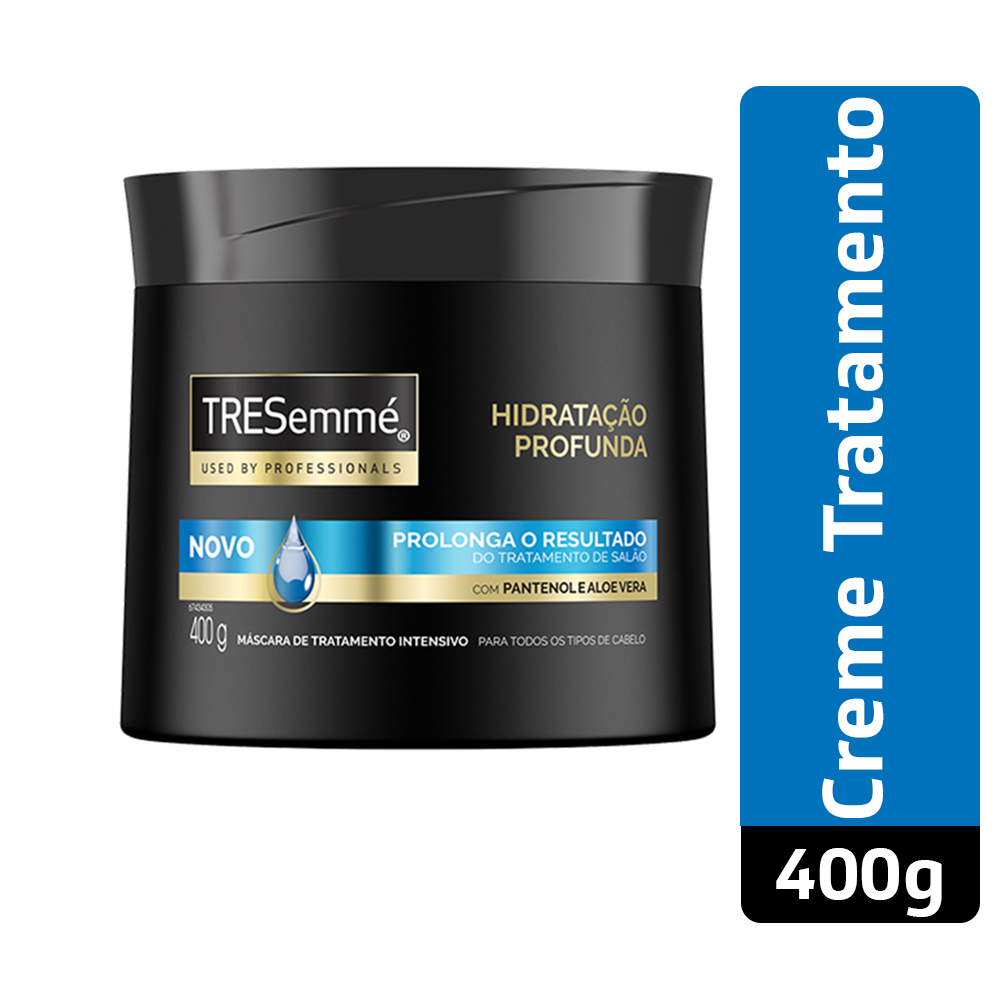 TRESemmé®
USED BY PROFESSIONALS
HIDRATAÇÃO
PROFUNDA
NOVO
PROLONGA O RESULTADO
DO TRATAMENTO DE SALÃO
COM PANTENOL E ALOE VERA
400 g
MÁSCARA DE TRATAMENTO INTENSIVO PARA TODOS OS TIPOS DE CABELO
Creme Tratamento
400g